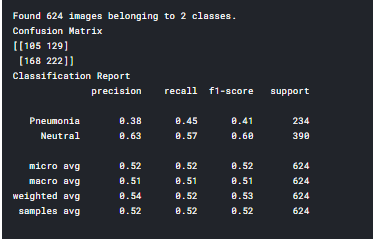 Found 624 images belonging to 2 classes.
Confusion Matrix
[[105 129]
[168 222]]
Classification Report
precision recall f1-score support
Pneumonia 0.38 0.45 0.41 234
Neutral 0.63 0.57 0.60 390
micro avg 0.52 0.52 0.52 624
macro avg 0.51 0.51 0.51 624
weighted avg 0.54 0.52 0.53 624
samples avg 0.52 0.52 0.52 624